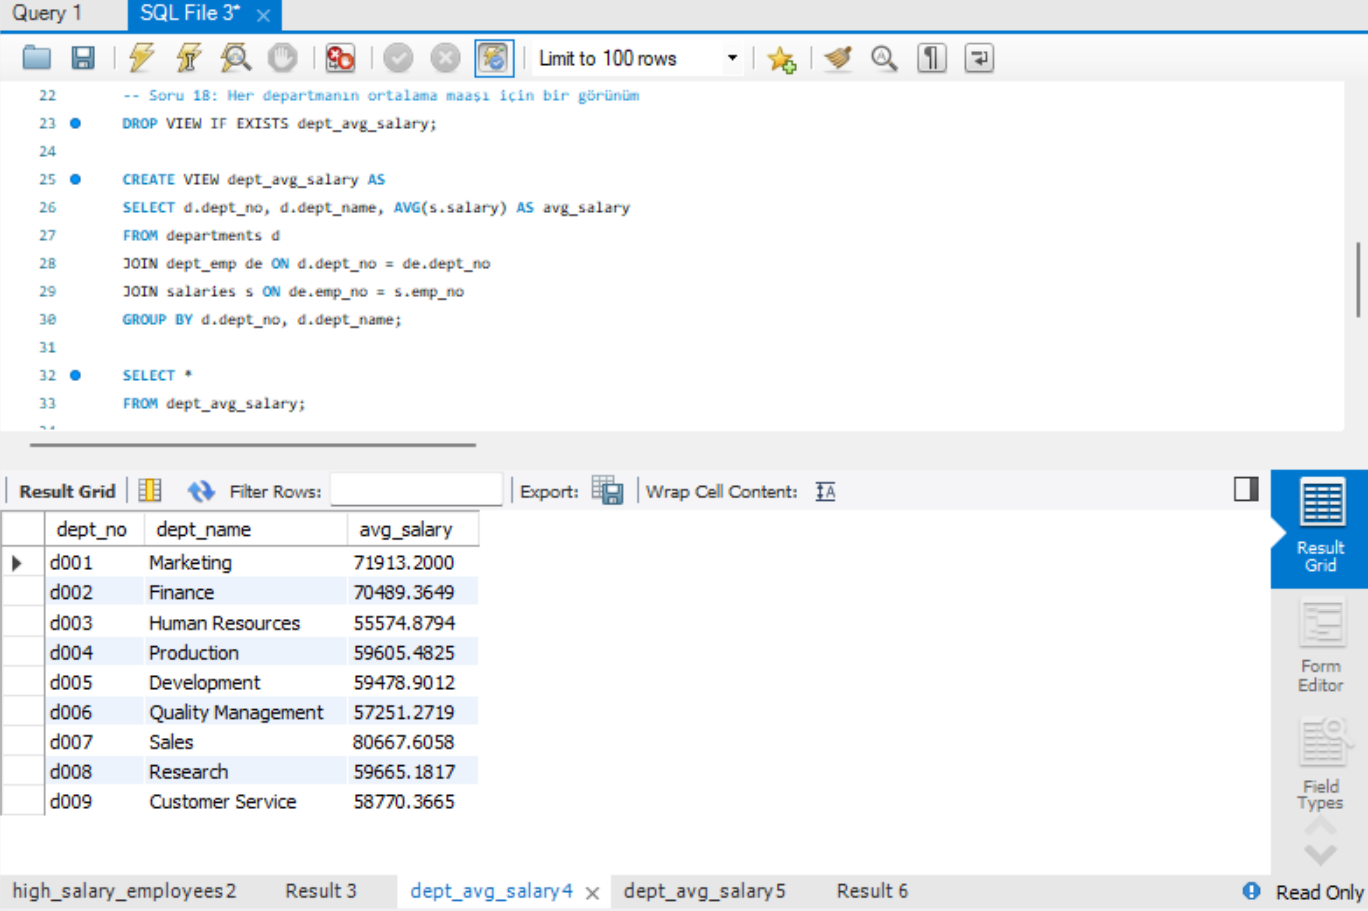 Query 1
SQL File 3*
Limit to 100 rows
22 -- Soru 18: Her departmanın ortalama maaşı için bir görünüm
23 DROP VIEW IF EXISTS dept_avg_salary;
24
25 CREATE VIEW dept_avg_salary AS
26 SELECT d.dept_no, d.dept_name, AVG(s.salary) AS avg_salary
27 FROM departments d
28 JOIN dept_emp de ON d.dept_no = de.dept_no
29 JOIN salaries s ON de.emp_no = s.emp_no
30 GROUP BY d.dept_no, d.dept_name;
31
32 SELECT *
33 FROM dept_avg_salary;
Result Grid Filter Rows: Export: Wrap Cell Content:
dept_no dept_name avg_salary
d001 Marketing 71913.2000
d002 Finance 70489.3649
d003 Human Resources 55574.8794
d004 Production 59605.4825
d005 Development 59478.9012
d006 Quality Management 57251.2719
d007 Sales 80667.6058
d008 Research 59665.1817
d009 Customer Service 58770.3665
Result
Grid
Form
Editor
Field
Types
high_salary_employees2 Result 3 dept_avg_salary4 dept_avg_salary5 Result 6 Read Only